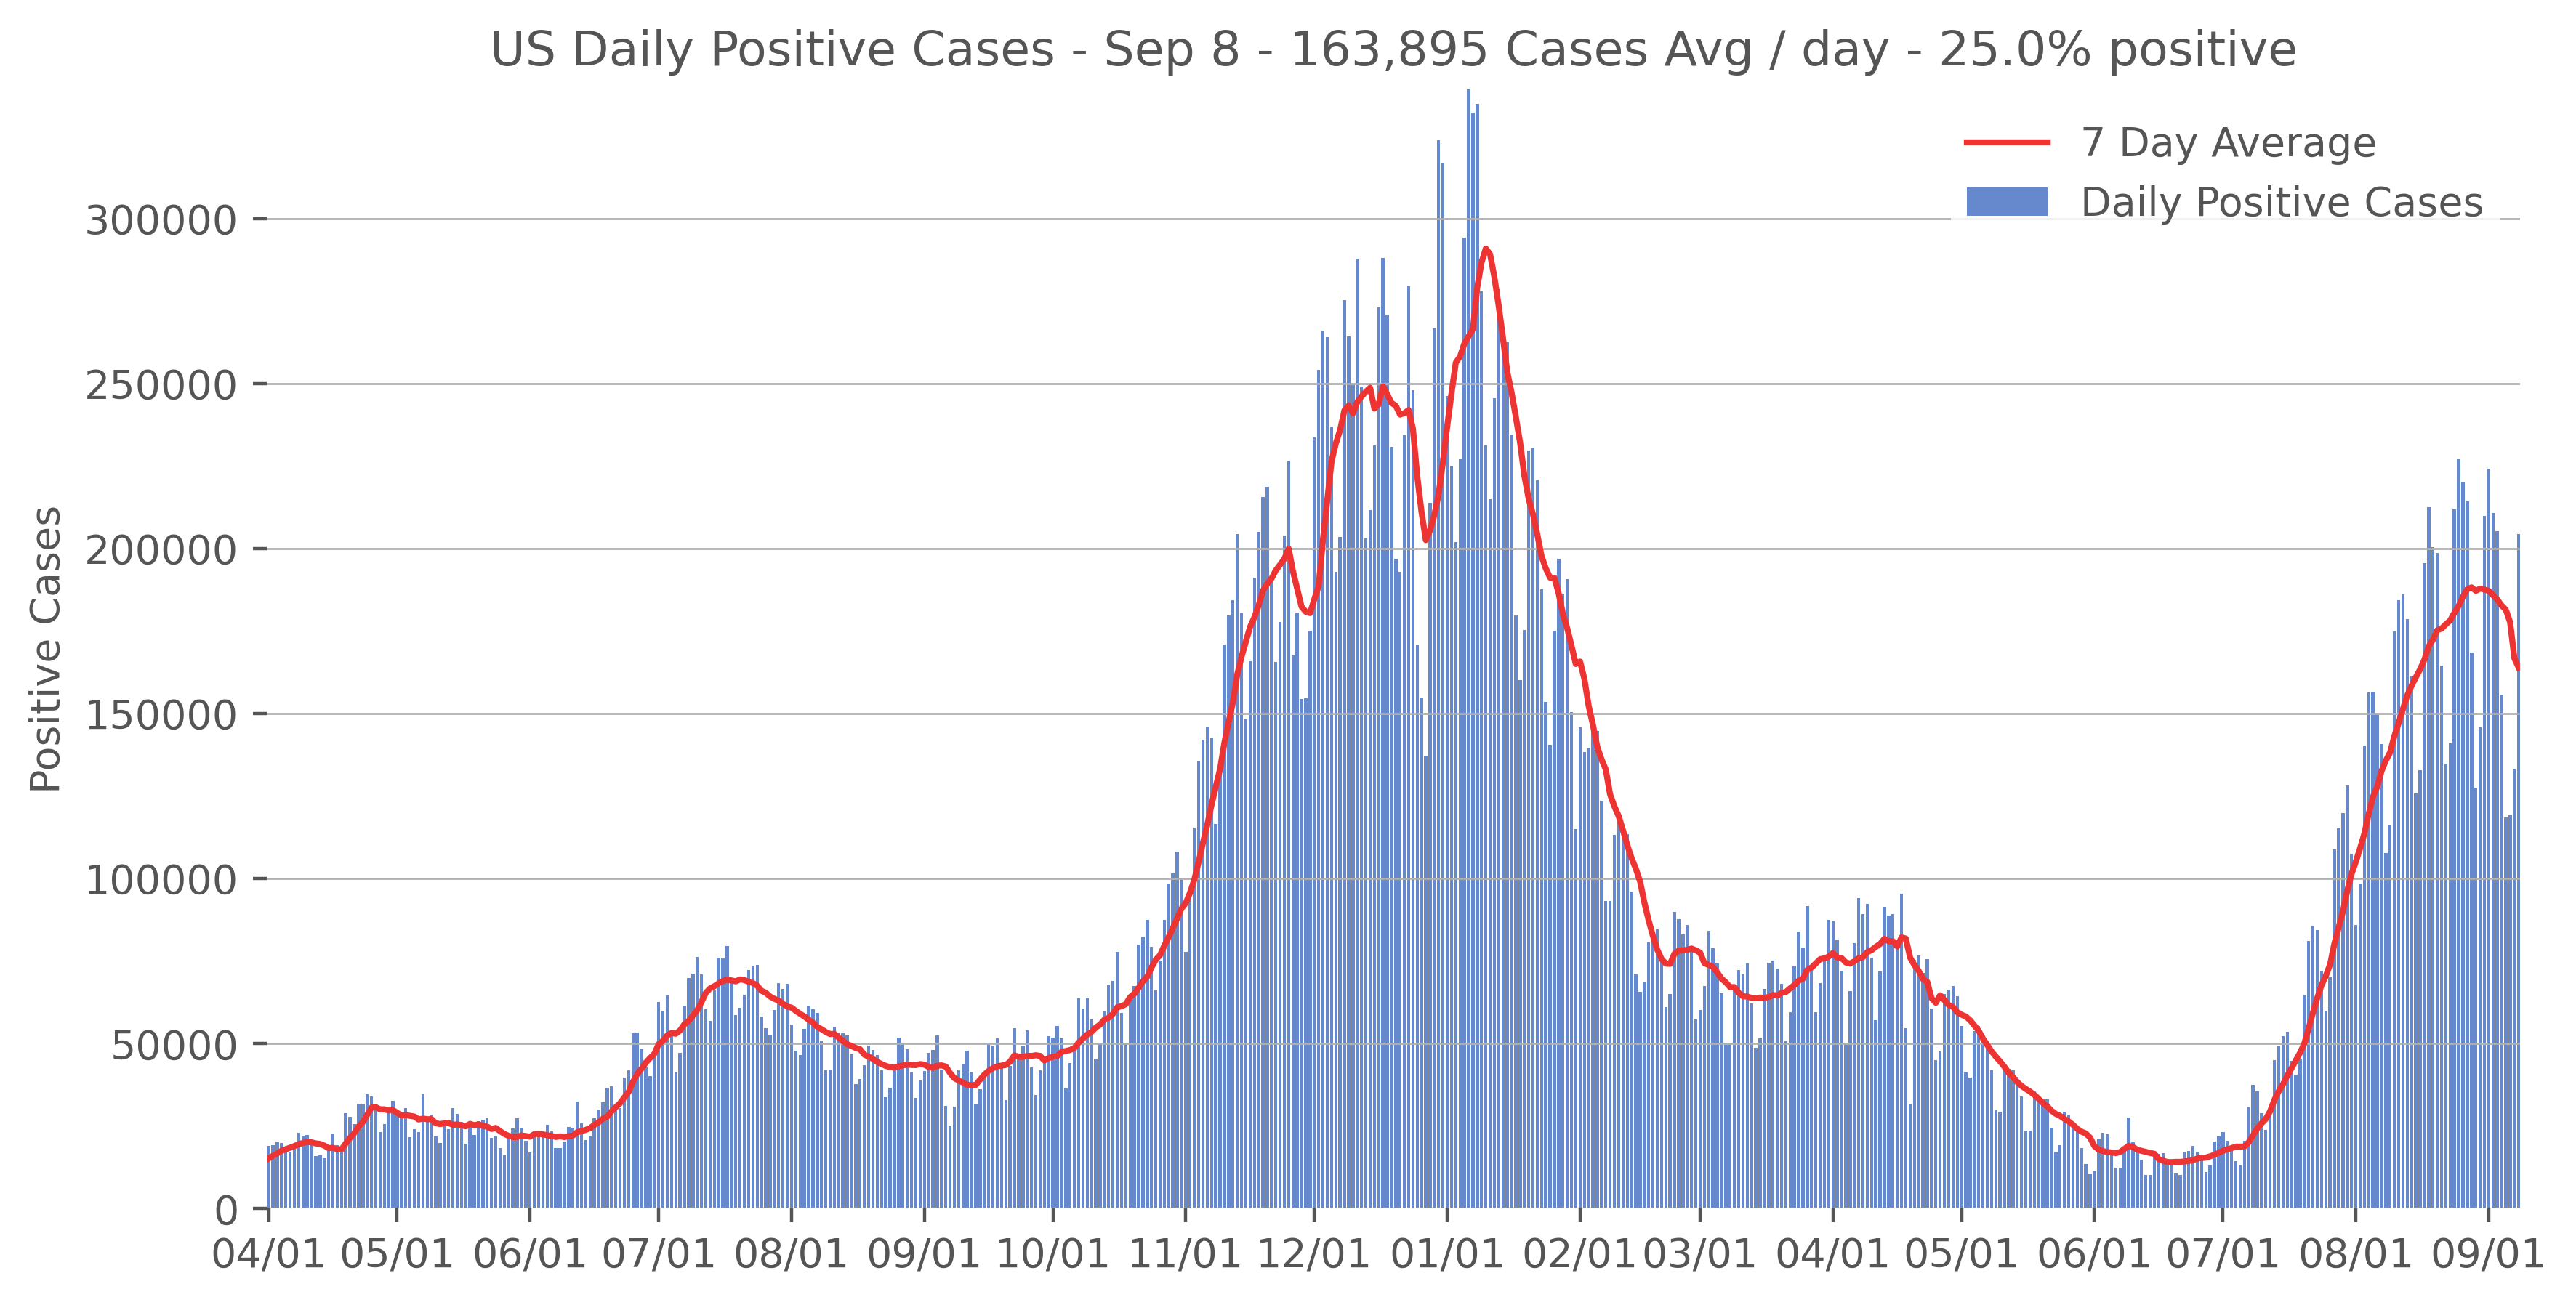 US Daily Positive Cases - Sep 8 - 163,895 Cases Avg / day - 25.0% positive
7 Day Average
Daily Positive Cases
Positive Cases
300000
250000
200000
150000
100000
50000
0
04/01 05/01 06/01 07/01 08/01 09/01 10/01 11/01 12/01 01/01 02/01 03/01 04/01 05/01 06/01 07/01 08/01 09/01